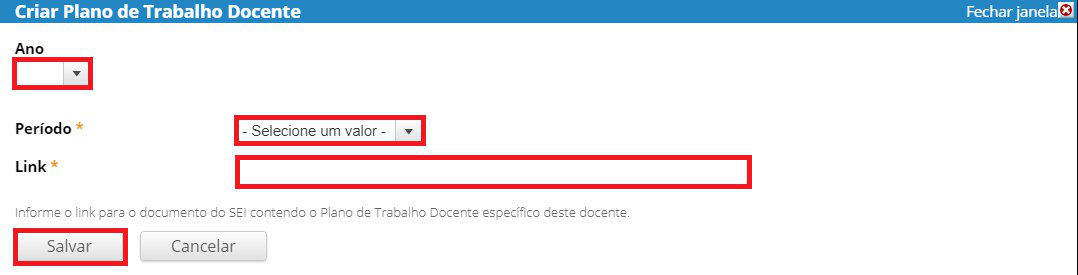 Criar Plano de Trabalho Docente Fechar janela
Ano
Período * - Selecione um valor -
Link *
Informe o link para o documento do SEI contendo o Plano de Trabalho Docente específico deste docente.
Salvar Cancelar